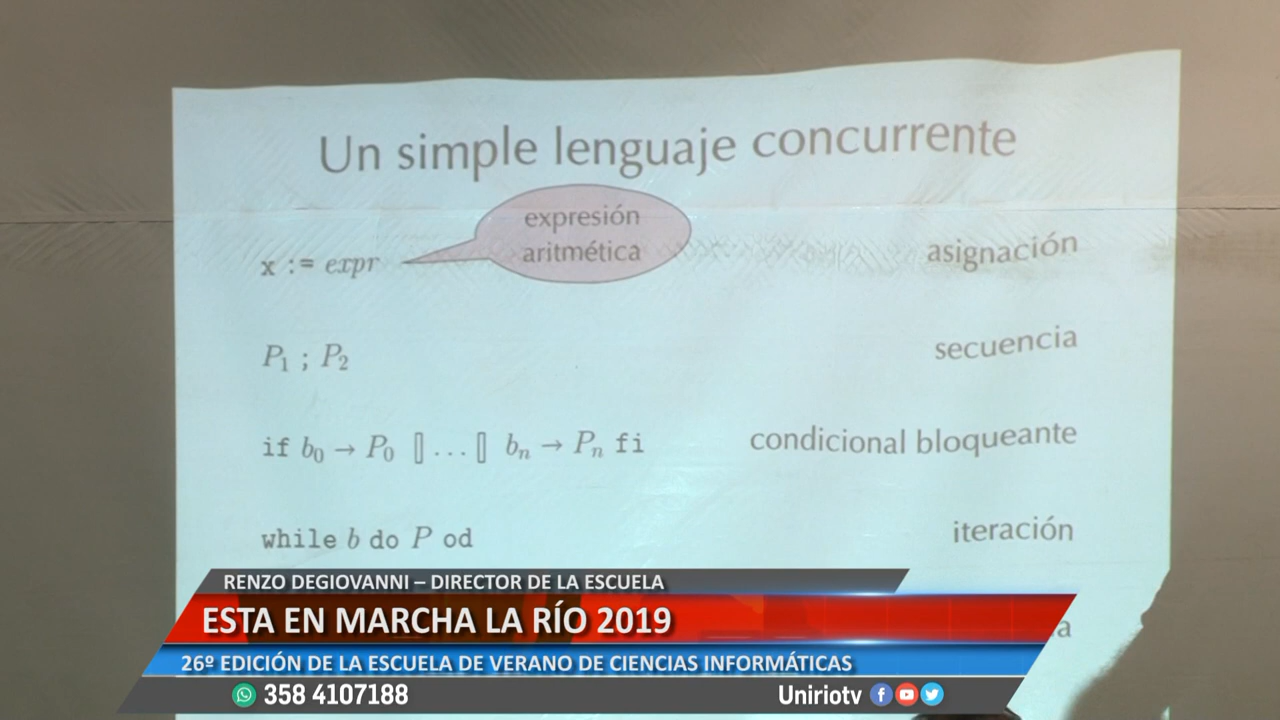 Un simple lenguaje concurrente
expresión
aritmética
x := expr
asignación
P₁ ; P₂
secuencia
if b₀ → P₀ [] ... [] bₙ → Pₙ fi
condicional bloqueante
while b do P od
iteración
RENZO DEGIOVANNI – DIRECTOR DE LA ESCUELA
ESTA EN MARCHA LA RÍO 2019
26º EDICIÓN DE LA ESCUELA DE VERANO DE CIENCIAS INFORMÁTICAS
358 4107188
Uniriotv